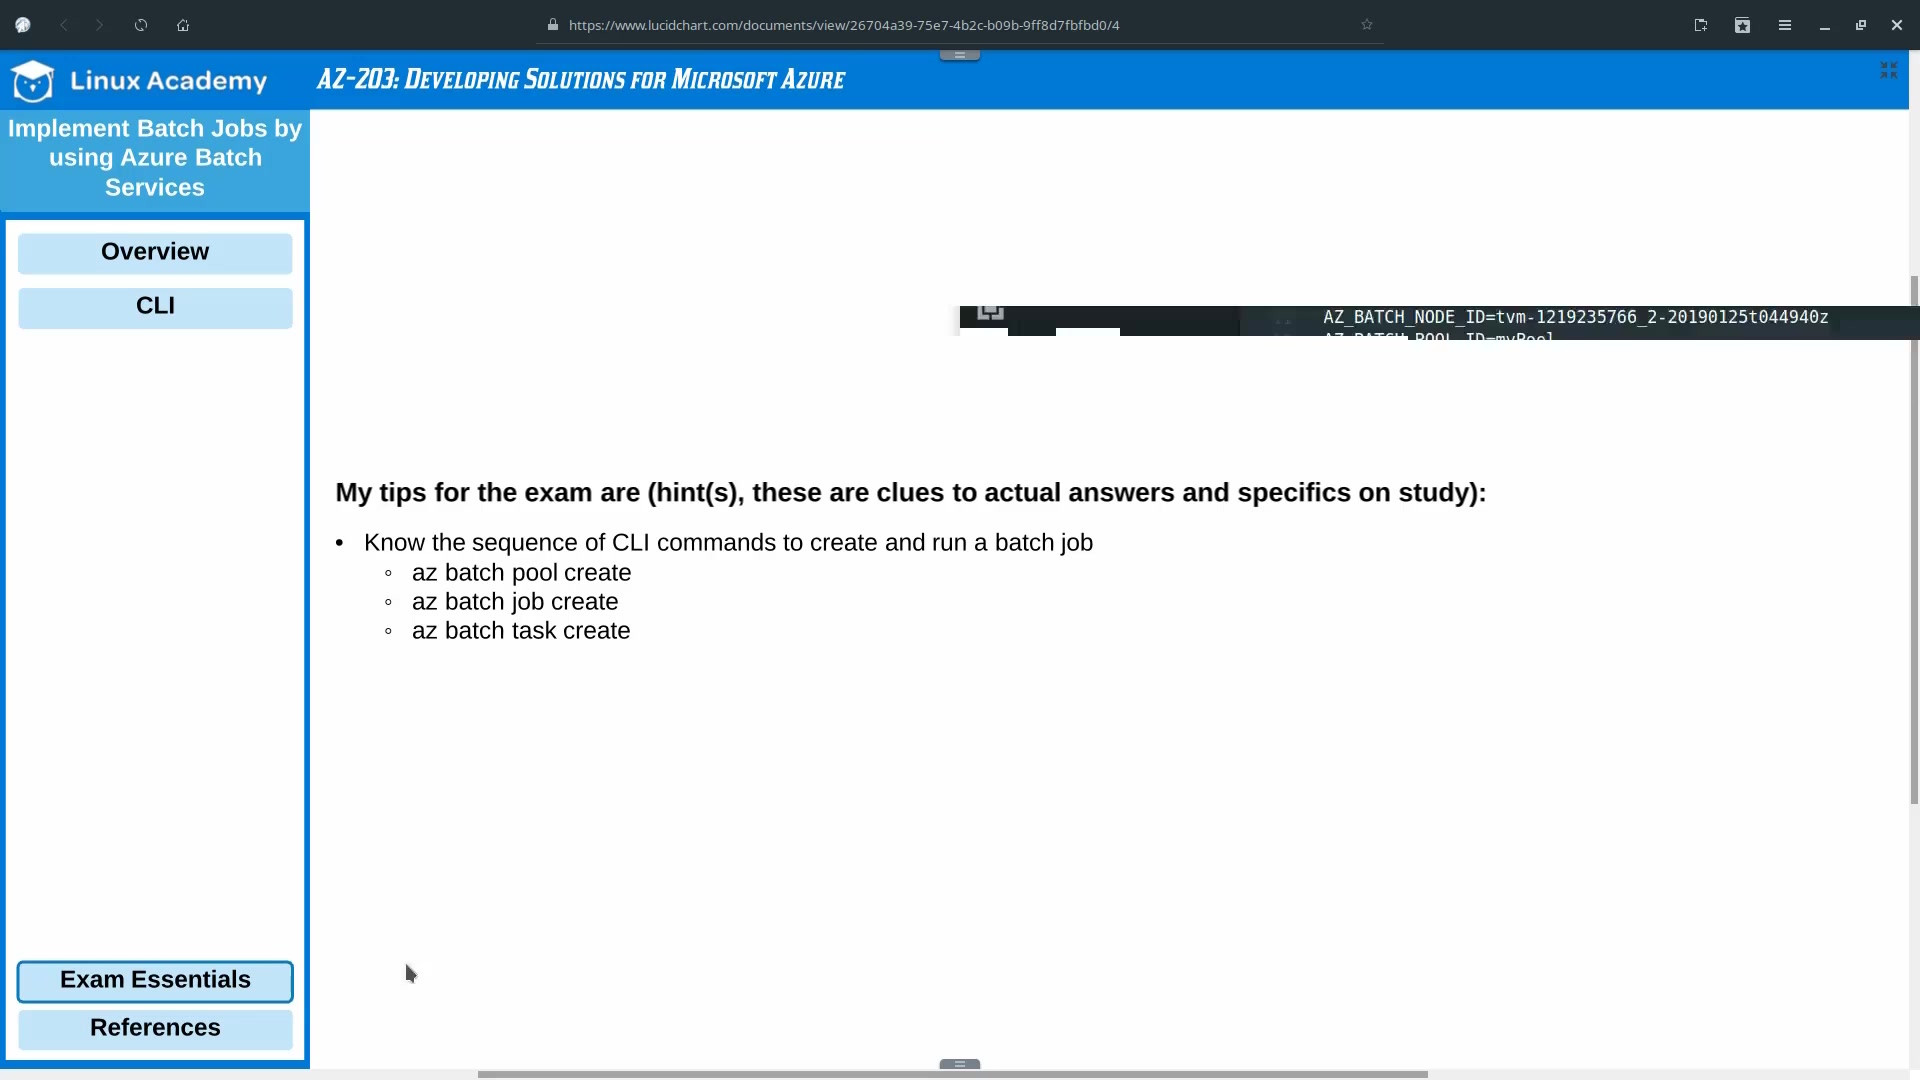 https://www.lucidchart.com/documents/view/26704a39-75e7-4b2c-b09b-9ff8d7fbfbd0/4
Linux Academy
AZ-203: Developing Solutions for Microsoft Azure
Implement Batch Jobs by
using Azure Batch
Services
Overview
CLI
AZ_BATCH_NODE_ID=tvm-1219235766_2-20190125t044940z
My tips for the exam are (hint(s), these are clues to actual answers and specifics on study):
• Know the sequence of CLI commands to create and run a batch job
◦ az batch pool create
◦ az batch job create
◦ az batch task create
Exam Essentials
References